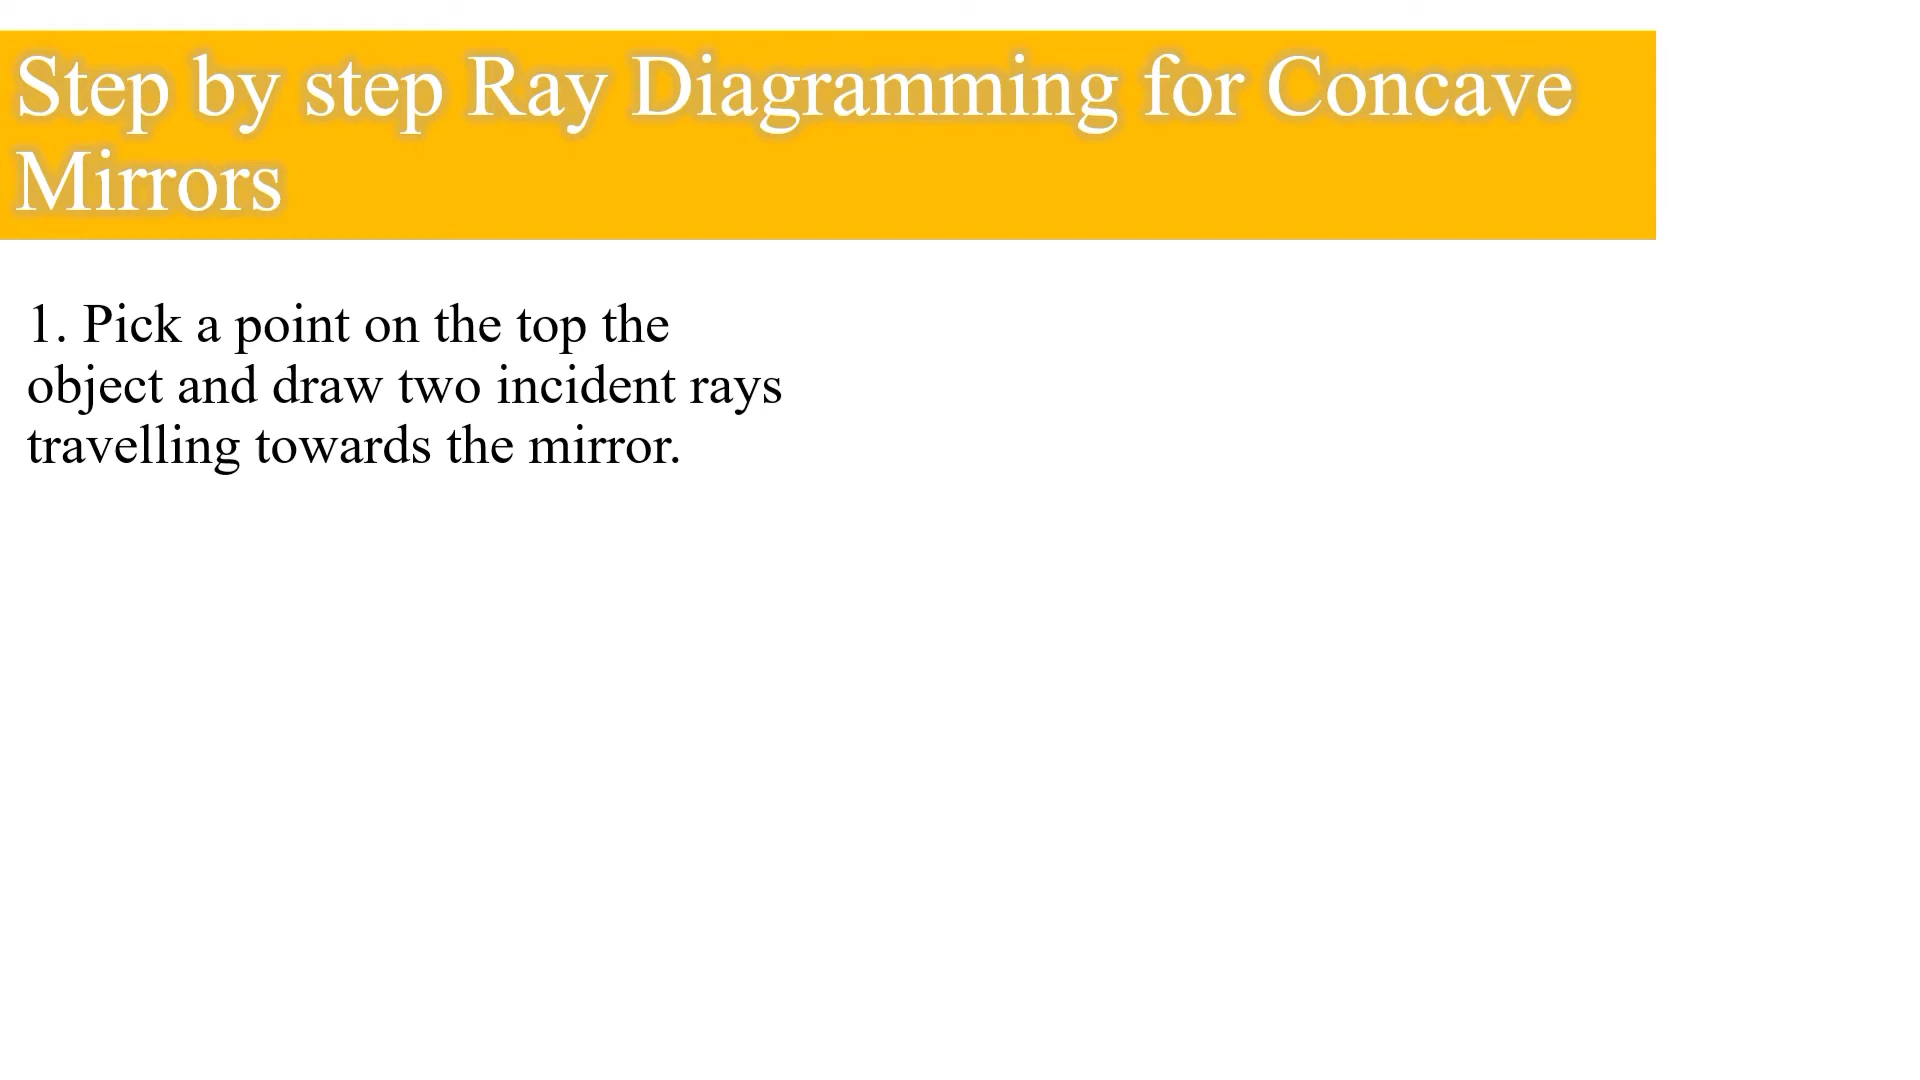 Step by step Ray Diagramming for Concave
Mirrors
1. Pick a point on the top the
object and draw two incident rays
travelling towards the mirror.